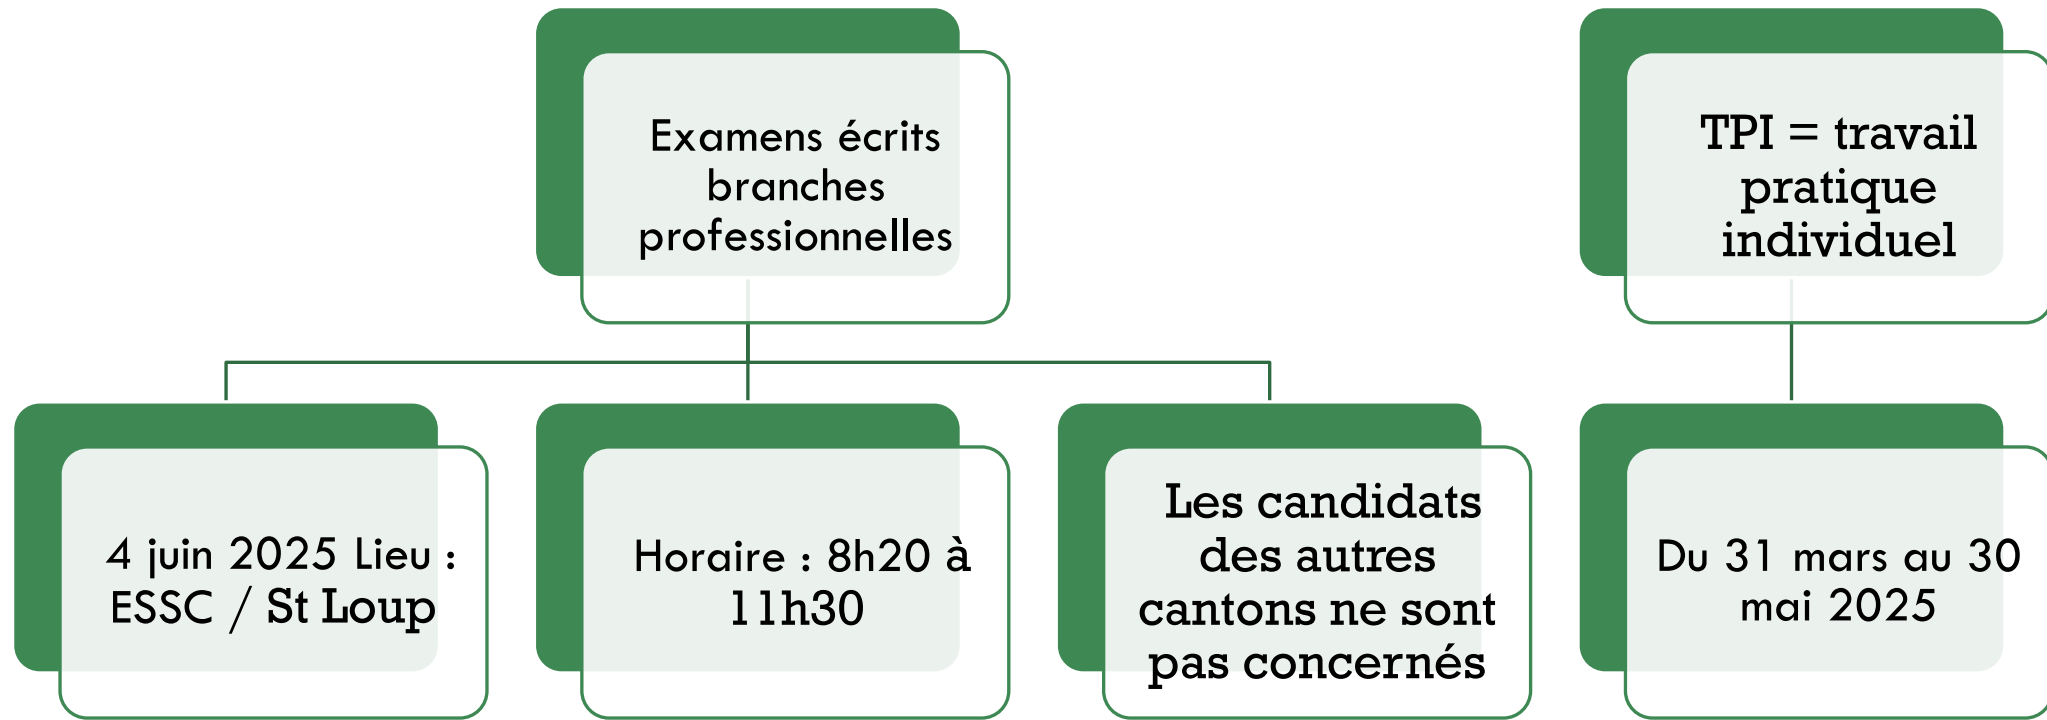 Examens écrits
branches
professionnelles
TPI = travail
pratique
individuel
4 juin 2025 Lieu :
ESSC / St Loup
Horaire : 8h20 à
11h30
Les candidats
des autres
cantons ne sont
pas concernés
Du 31 mars au 30
mai 2025